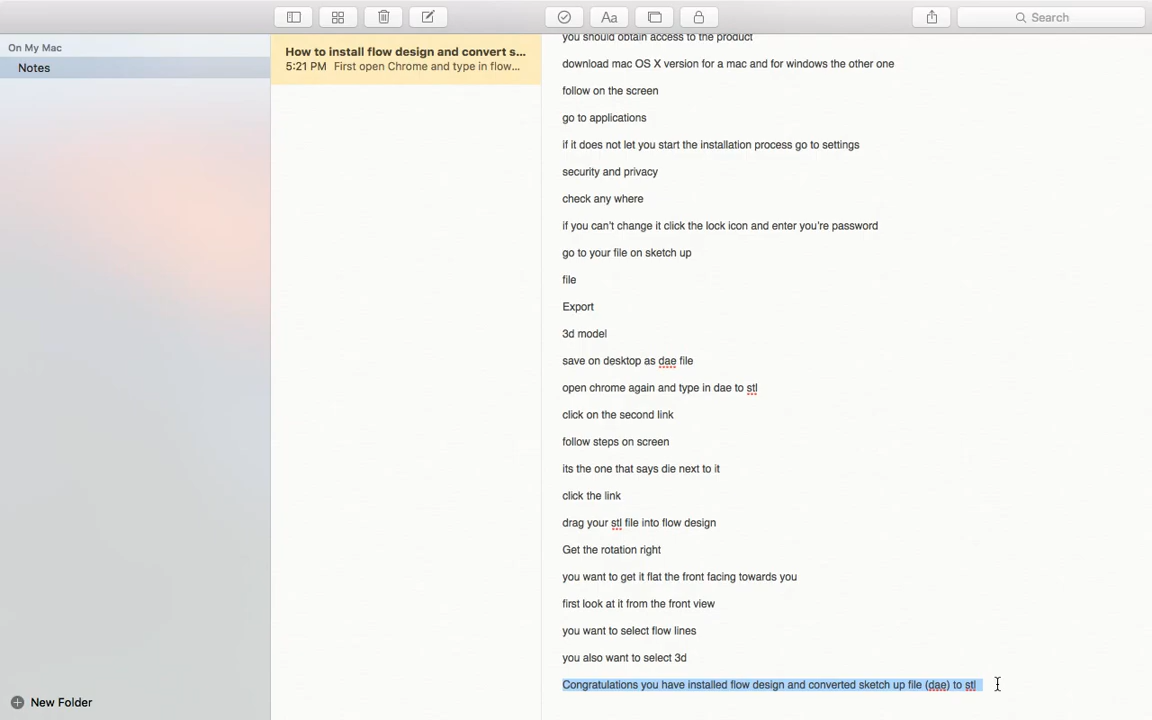 Search
On My Mac
Notes
How to install flow design and convert s...
5:21 PM First open Chrome and type in flow...
you should obtain access to the product
download mac OS X version for a mac and for windows the other one
follow on the screen
go to applications
if it does not let you start the installation process go to settings
security and privacy
check any where
if you can't change it click the lock icon and enter you're password
go to your file on sketch up
file
Export
3d model
save on desktop as dae file
open chrome again and type in dae to stl
click on the second link
follow steps on screen
its the one that says die next to it
click the link
drag your stl file into flow design
Get the rotation right
you want to get it flat the front facing towards you
first look at it from the front view
you want to select flow lines
you also want to select 3d
Congratulations you have installed flow design and converted sketch up file (dae) to stl
New Folder